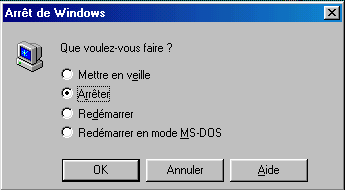 Arrêt de Windows
Que voulez-vous faire ?
Mettre en veille
Arrêter
Redémarrer
Redémarrer en mode MS-DOS
OK
Annuler
Aide